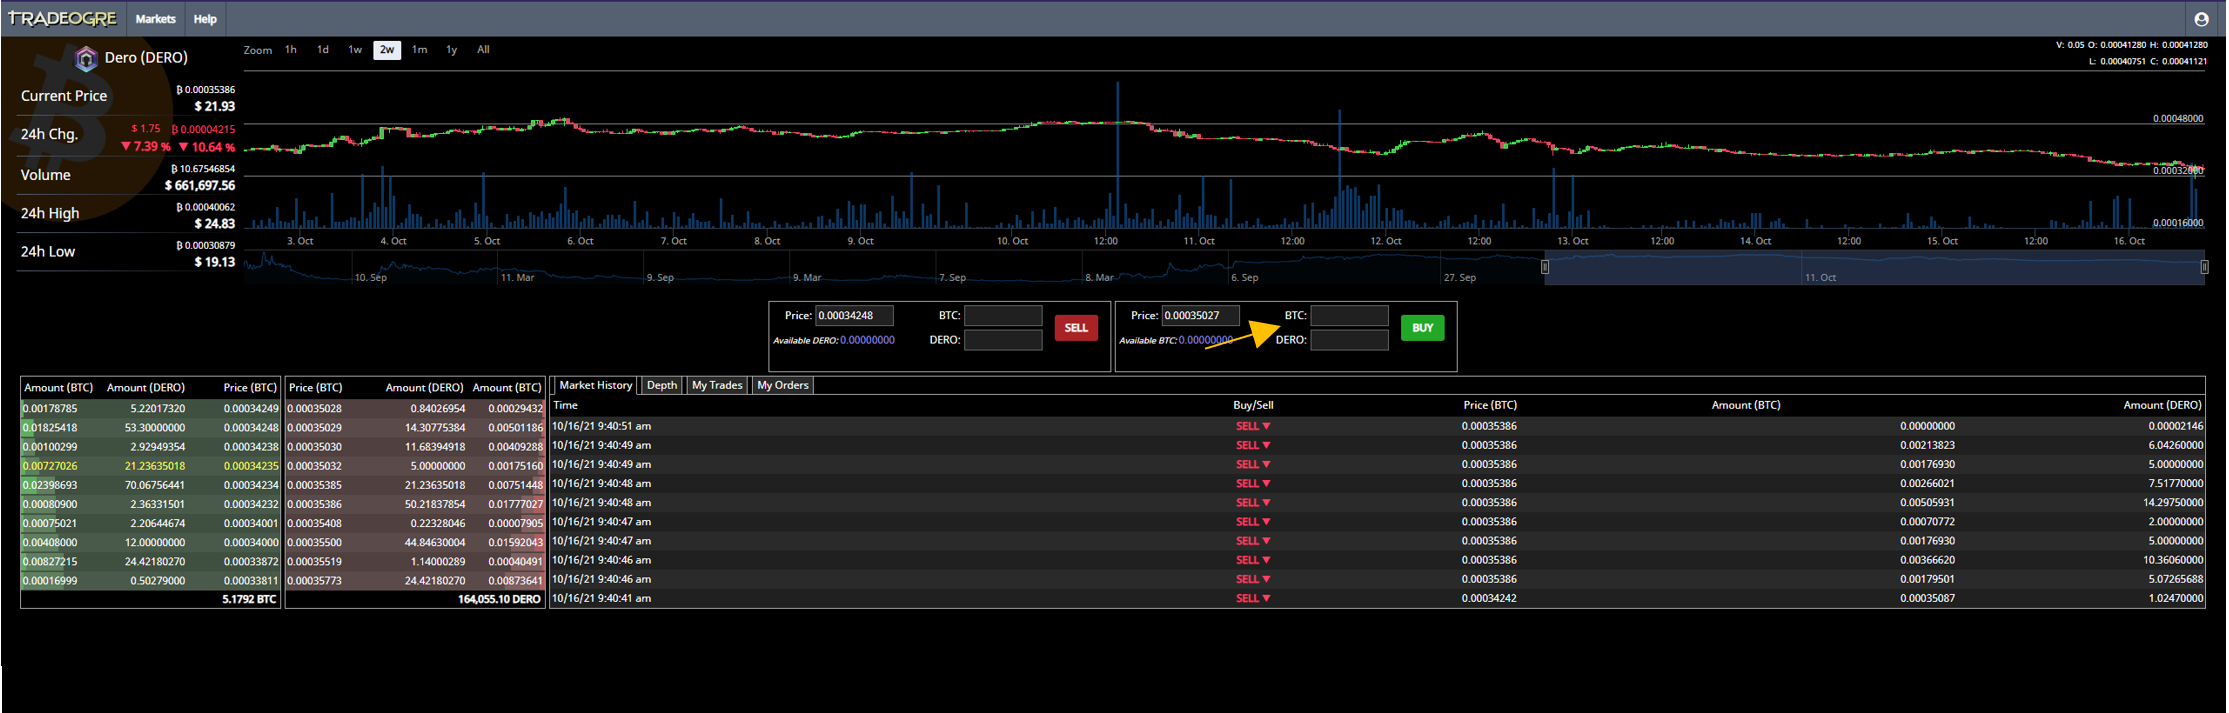 TRADEOGRE Markets Help
Dero (DERO)
Current Price ₿ 0.00035386
$ 21.93
24h Chg. $ 1.75 ₿ 0.00004215
▼ 7.39 % ▼ 10.64 %
Volume ₿ 10.67546854
$ 661,697.56
24h High ₿ 0.00040062
$ 24.83
24h Low ₿ 0.00030879
$ 19.13
Zoom 1h 1d 1w 2w 1m 1y All
V: 0.05 O: 0.00041280 H: 0.00041280
L: 0.00040751 C: 0.00041121
0.00048000
0.00032000
0.00016000
3. Oct 4. Oct 5. Oct 6. Oct 7. Oct 8. Oct 9. Oct 10. Oct 12:00 11. Oct 12:00 12. Oct 12:00 13. Oct 12:00 14. Oct 12:00 15. Oct 12:00 16. Oct
10. Sep 11. Mar 9. Sep 9. Mar 7. Sep 8. Mar 6. Sep 27. Sep 11. Oct
Price: 0.00034248 BTC: SELL
Available DERO: 0.00000000 DERO:
Price: 0.00035027 BTC: BUY
Available BTC: 0.00000000 DERO:
Amount (BTC) Amount (DERO) Price (BTC)
0.00178785 5.22017320 0.00034249
0.01825418 53.30000000 0.00034248
0.00100299 2.92949354 0.00034238
0.00727026 21.23635018 0.00034235
0.02398693 70.06756441 0.00034234
0.00080900 2.36331501 0.00034232
0.00075021 2.20644674 0.00034001
0.00408000 12.00000000 0.00034000
0.00827215 24.42180270 0.00033872
0.00016999 0.50279000 0.00033811
5.1792 BTC
Price (BTC) Amount (DERO) Amount (BTC)
0.00035028 0.84026954 0.00029432
0.00035029 14.30775384 0.00501186
0.00035030 11.68394918 0.00409288
0.00035032 5.00000000 0.00175160
0.00035385 21.23635018 0.00751448
0.00035386 50.21837854 0.01777027
0.00035408 0.22328046 0.00007905
0.00035500 44.84630004 0.01592043
0.00035519 1.14000289 0.00040491
0.00035773 24.42180270 0.00873641
164,055.10 DERO
Market History Depth My Trades My Orders
Time Buy/Sell Price (BTC) Amount (BTC) Amount (DERO)
10/16/21 9:40:51 am SELL ▼ 0.00035386 0.00000000 0.00002146
10/16/21 9:40:49 am SELL ▼ 0.00035386 0.00213823 6.04260000
10/16/21 9:40:49 am SELL ▼ 0.00035386 0.00176930 5.00000000
10/16/21 9:40:48 am SELL ▼ 0.00035386 0.00266021 7.51770000
10/16/21 9:40:48 am SELL ▼ 0.00035386 0.00505931 14.29750000
10/16/21 9:40:47 am SELL ▼ 0.00035386 0.00070772 2.00000000
10/16/21 9:40:47 am SELL ▼ 0.00035386 0.00176930 5.00000000
10/16/21 9:40:46 am SELL ▼ 0.00035386 0.00366620 10.36060000
10/16/21 9:40:46 am SELL ▼ 0.00035386 0.00179501 5.07265688
10/16/21 9:40:41 am SELL ▼ 0.00034242 0.00035087 1.02470000